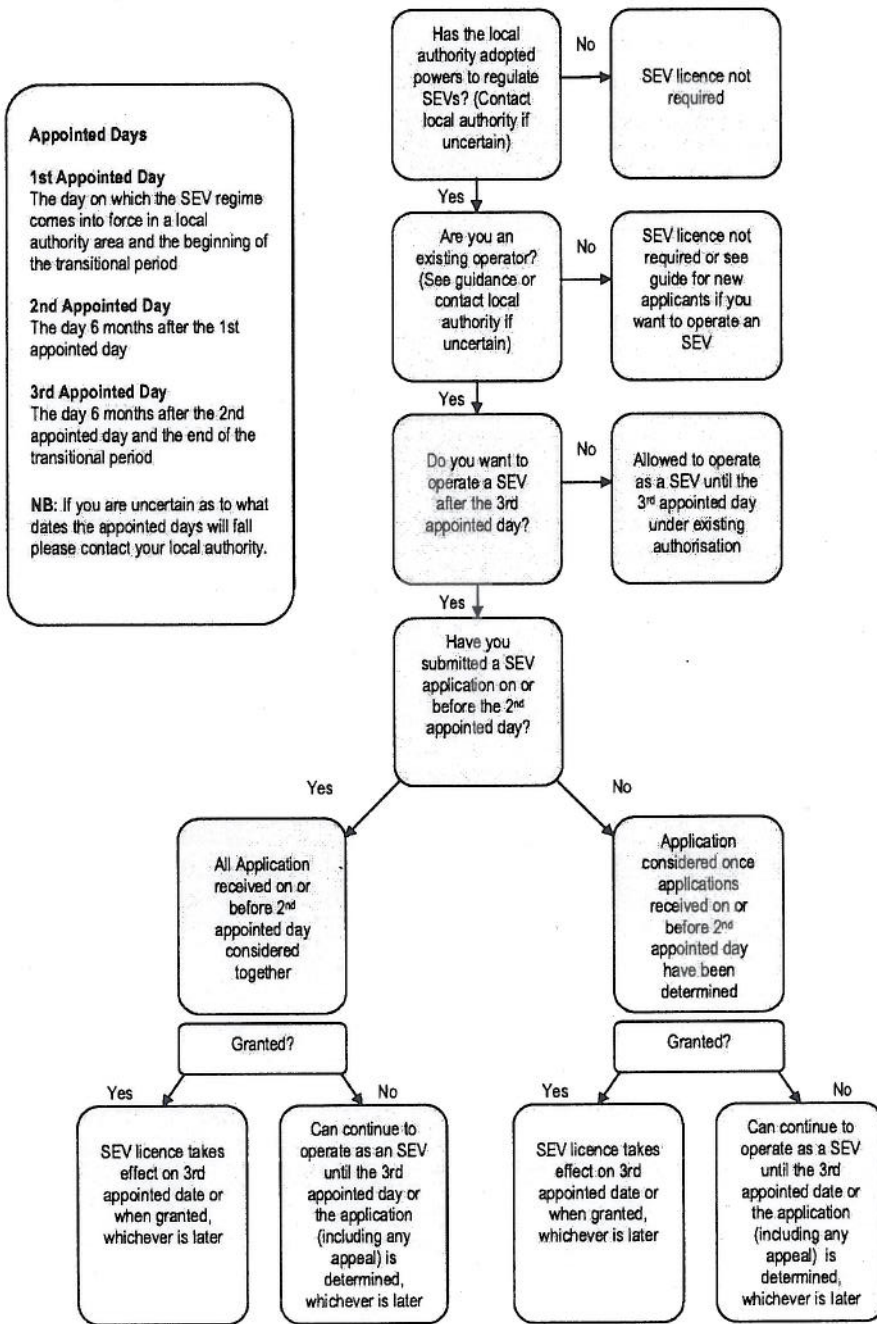 Appointed Days
1st Appointed Day
The day on which the SEV regime
comes into force in a local
authority area and the beginning of
the transitional period
2nd Appointed Day
The day 6 months after the 1st
appointed day
3rd Appointed Day
The day 6 months after the 2nd
appointed day and the end of the
transitional period
NB: If you are uncertain as to what
dates the appointed days will fall
please contact your local authority.
Has the local
authority adopted
powers to regulate
SEVs? (Contact
local authority if
uncertain)
No
SEV licence not
required
Yes
Are you an
existing operator?
(See guidance or
contact local
authority if
uncertain)
No
SEV licence not
required or see
guide for new
applicants if you
want to operate an
SEV
Yes
Do you want to
operate a SEV
after the 3rd
appointed day?
No
Allowed to operate
as a SEV until the
3rd appointed day
under existing
authorisation
Yes
Have you
submitted a SEV
application on or
before the 2nd
appointed day?
Yes
No
All Application
received on or
before 2nd
appointed day
considered
together
Application
considered once
applications
received on or
before 2nd
appointed day
have been
determined
Granted?
Granted?
Yes
No
Yes
No
SEV licence takes
effect on 3rd
appointed date or
when granted,
whichever is later
Can continue to
operate as an SEV
until the 3rd
appointed day or
the application
(including any
appeal) is
determined,
whichever is later
SEV licence takes
effect on 3rd
appointed date or
when granted,
whichever is later
Can continue to
operate as a SEV
until the 3rd
appointed date or
the application
(including any
appeal) is
determined,
whichever is later